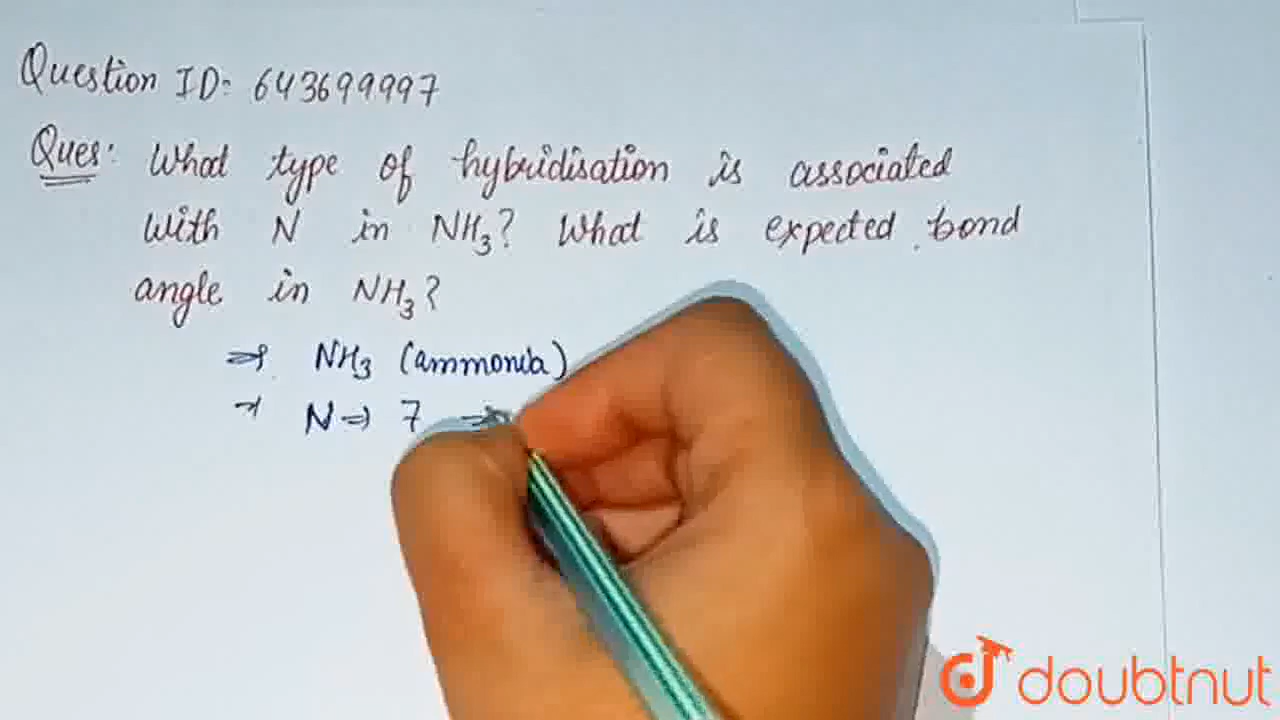 Question ID:- 643699997
Ques: What type of hybridisation is associated
with N in NH3? What is expected bond
angle in NH3?
⇒ NH3 (ammonia)
→ N ⇒ 7 ⇒
doubtnut